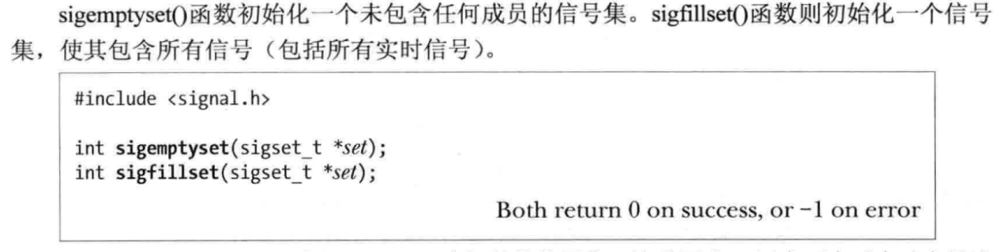 sigemptyset()函数初始化一个未包含任何成员的信号集。sigfillset()函数则初始化一个信号
集，使其包含所有信号（包括所有实时信号）。
#include <signal.h>
int sigemptyset(sigset_t *set);
int sigfillset(sigset_t *set);
Both return 0 on success, or −1 on error